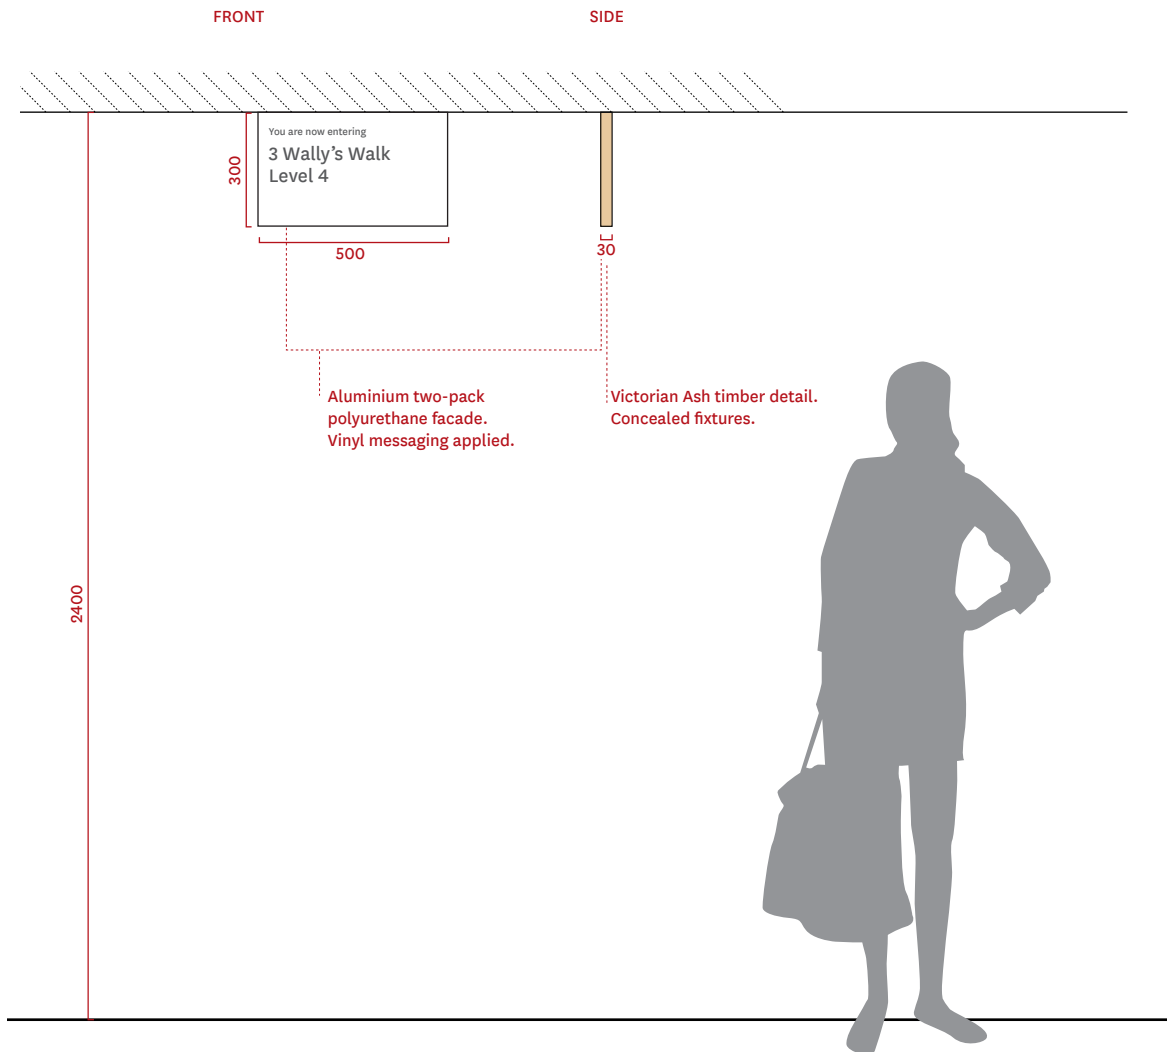 FRONT
SIDE
You are now entering
3 Wally’s Walk
Level 4
300
500
30
Aluminium two-pack
polyurethane facade.
Vinyl messaging applied.
Victorian Ash timber detail.
Concealed fixtures.
2400